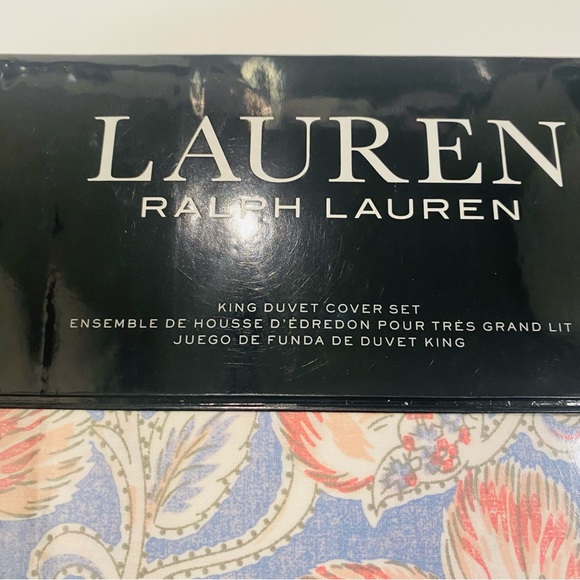 LAUREN
RALPH LAUREN
KING DUVET COVER SET
ENSEMBLE DE HOUSSE D'ÉDREDON POUR TRÈS GRAND LIT
JUEGO DE FUNDA DE DUVET KING